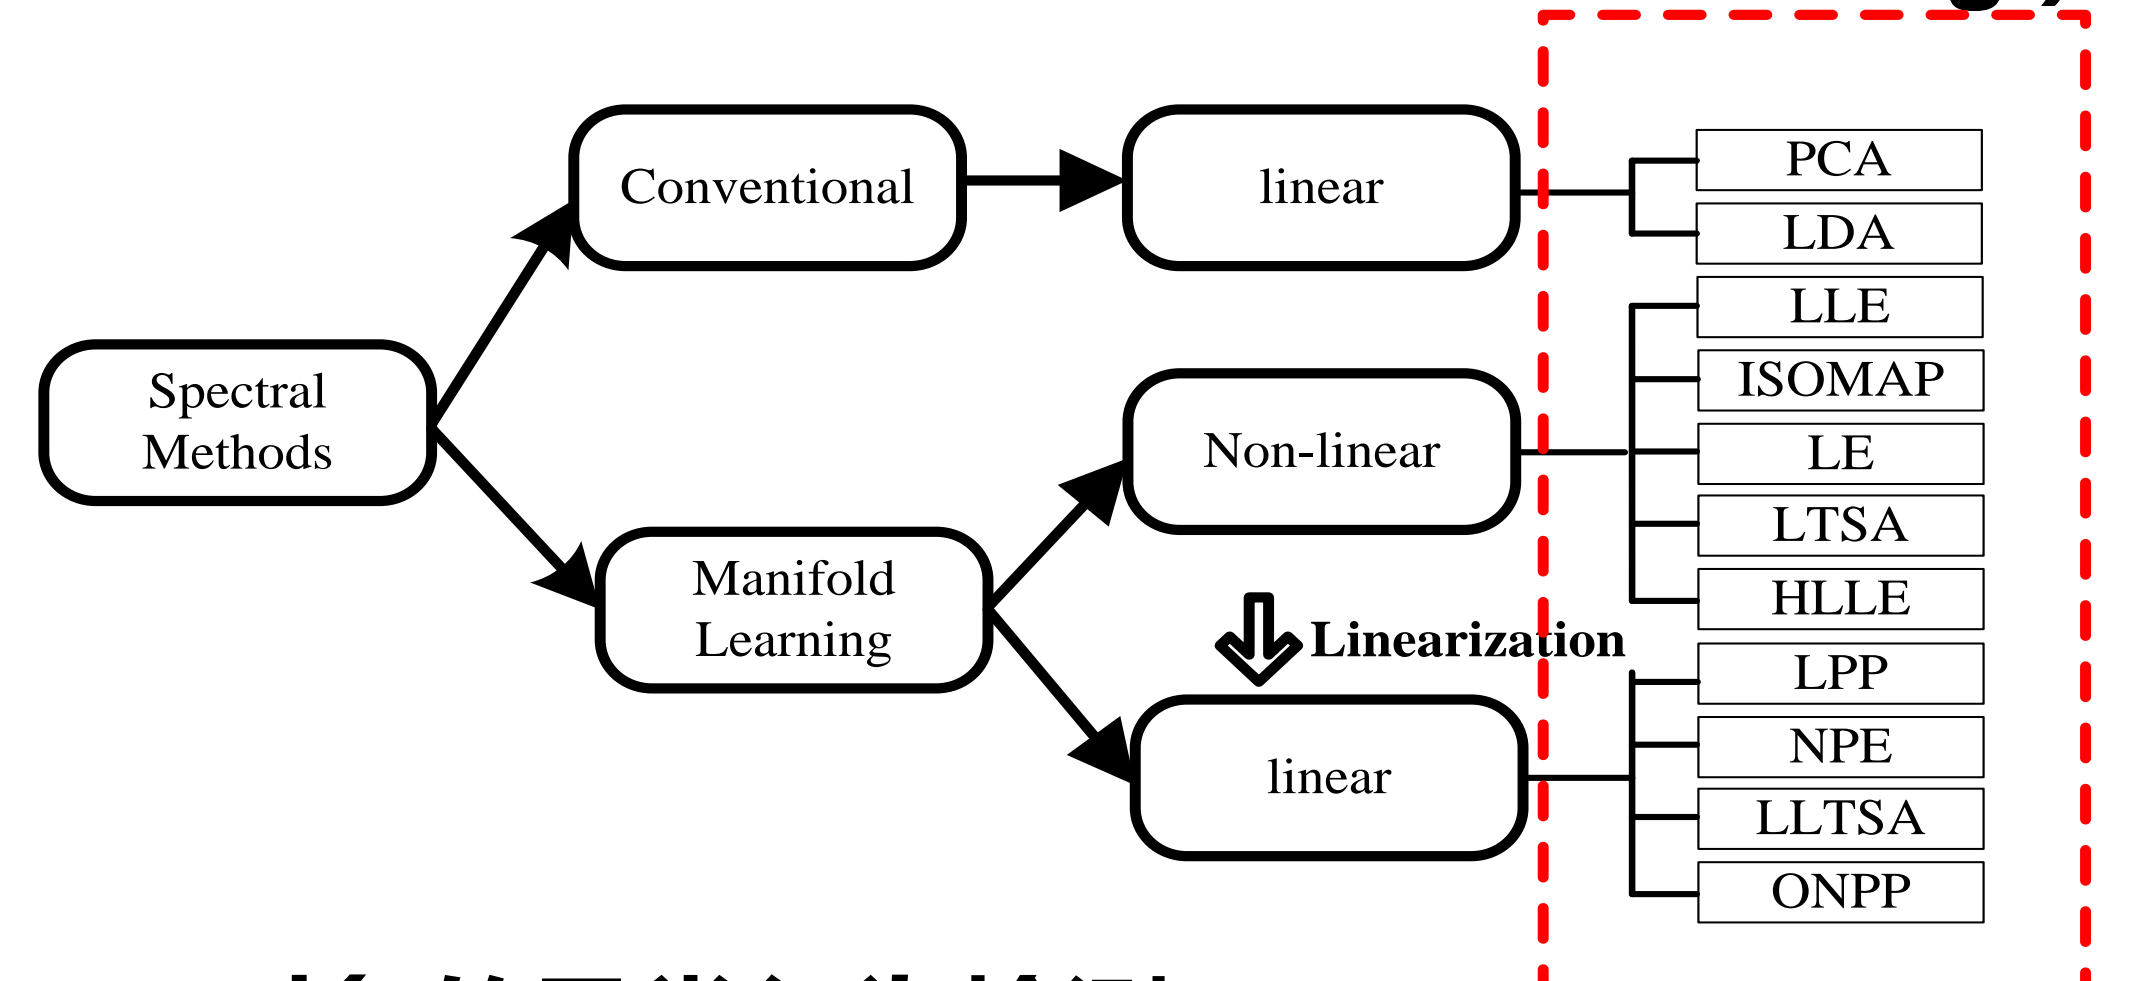 Spectral
Methods
Conventional
linear
Manifold
Learning
Non-linear
Linearization
linear
PCA
LDA
LLE
ISOMAP
LE
LTSA
HLLE
LPP
NPE
LLTSA
ONPP